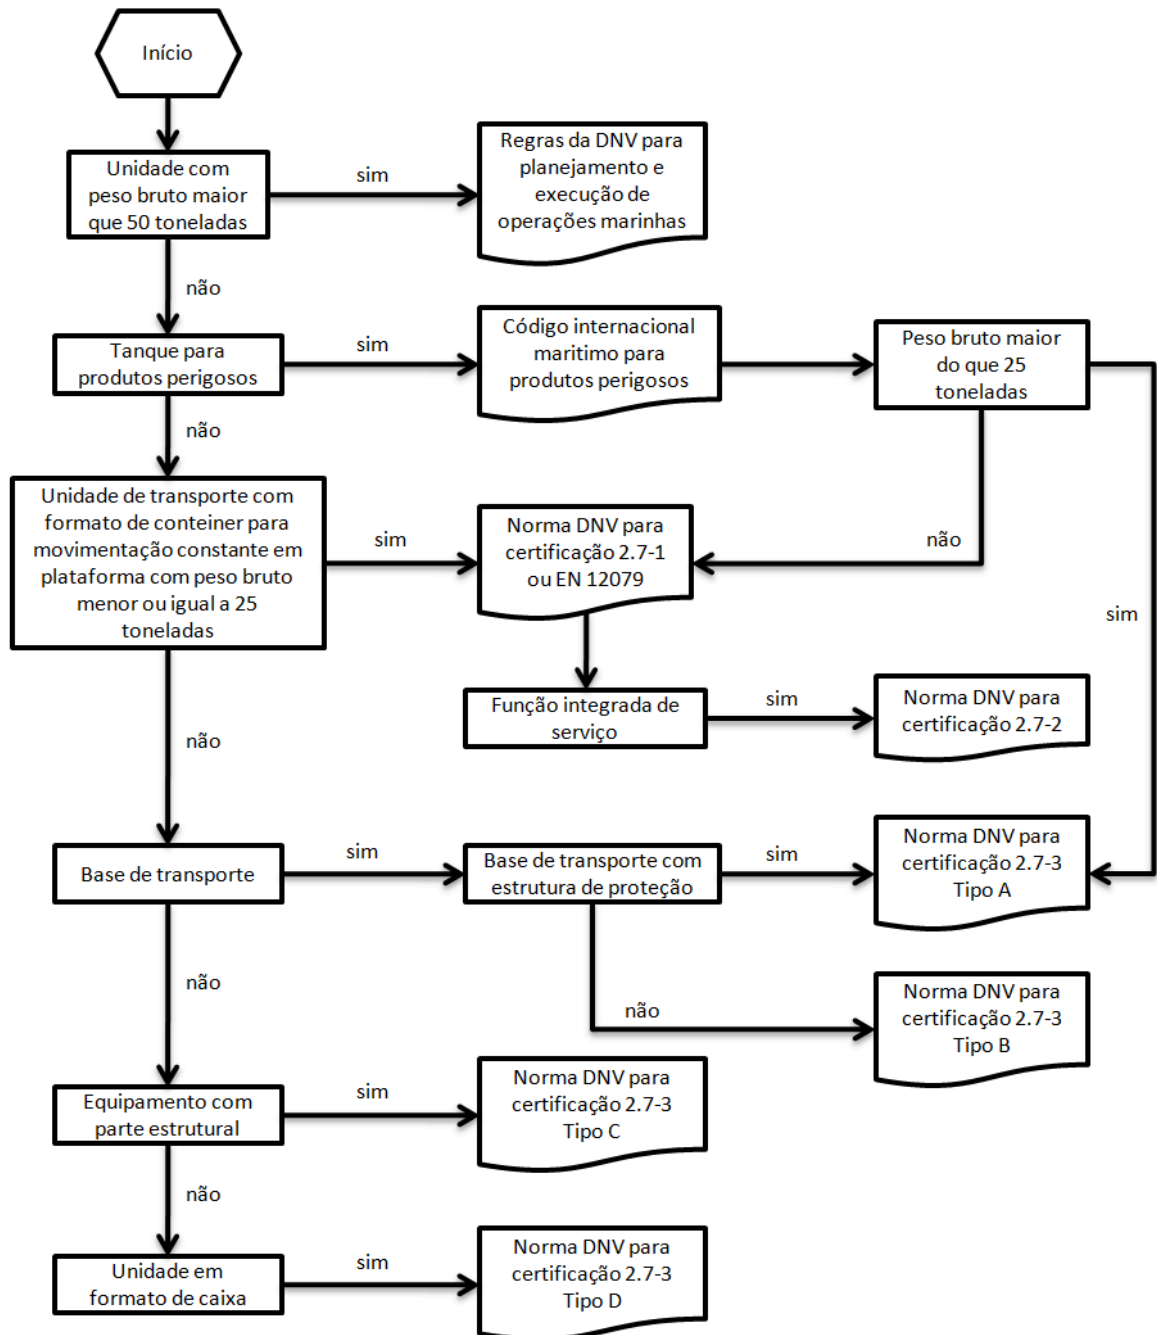 Início
Unidade com
peso bruto maior
que 50 toneladas
sim
Regras da DNV para
planejamento e
execução de
operações marinhas
não
Tanque para
produtos perigosos
sim
Código internacional
maritimo para
produtos perigosos
Peso bruto maior
do que 25
toneladas
não
Unidade de transporte com
formato de conteiner para
movimentação constante em
plataforma com peso bruto
menor ou igual a 25
toneladas
sim
Norma DNV para
certificação 2.7-1
ou EN 12079
não
sim
Função integrada de
serviço
sim
Norma DNV para
certificação 2.7-2
não
Base de transporte
sim
Base de transporte com
estrutura de proteção
sim
Norma DNV para
certificação 2.7-3
Tipo A
não
não
Norma DNV para
certificação 2.7-3
Tipo B
Equipamento com
parte estrutural
sim
Norma DNV para
certificação 2.7-3
Tipo C
não
Unidade em
formato de caixa
sim
Norma DNV para
certificação 2.7-3
Tipo D